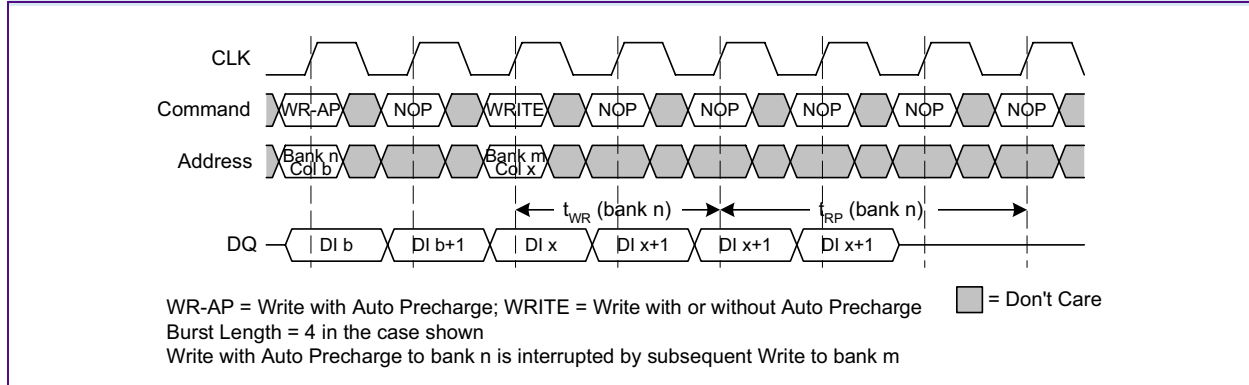 CLK
Command WR-AP NOP WRITE NOP NOP NOP NOP NOP
Address Bank n Col b Bank m Col x
tWR (bank n) tRP (bank n)
DQ DI b DI b+1 DI x DI x+1 DI x+1 DI x+1
WR-AP = Write with Auto Precharge; WRITE = Write with or without Auto Precharge = Don't Care
Burst Length = 4 in the case shown
Write with Auto Precharge to bank n is interrupted by subsequent Write to bank m